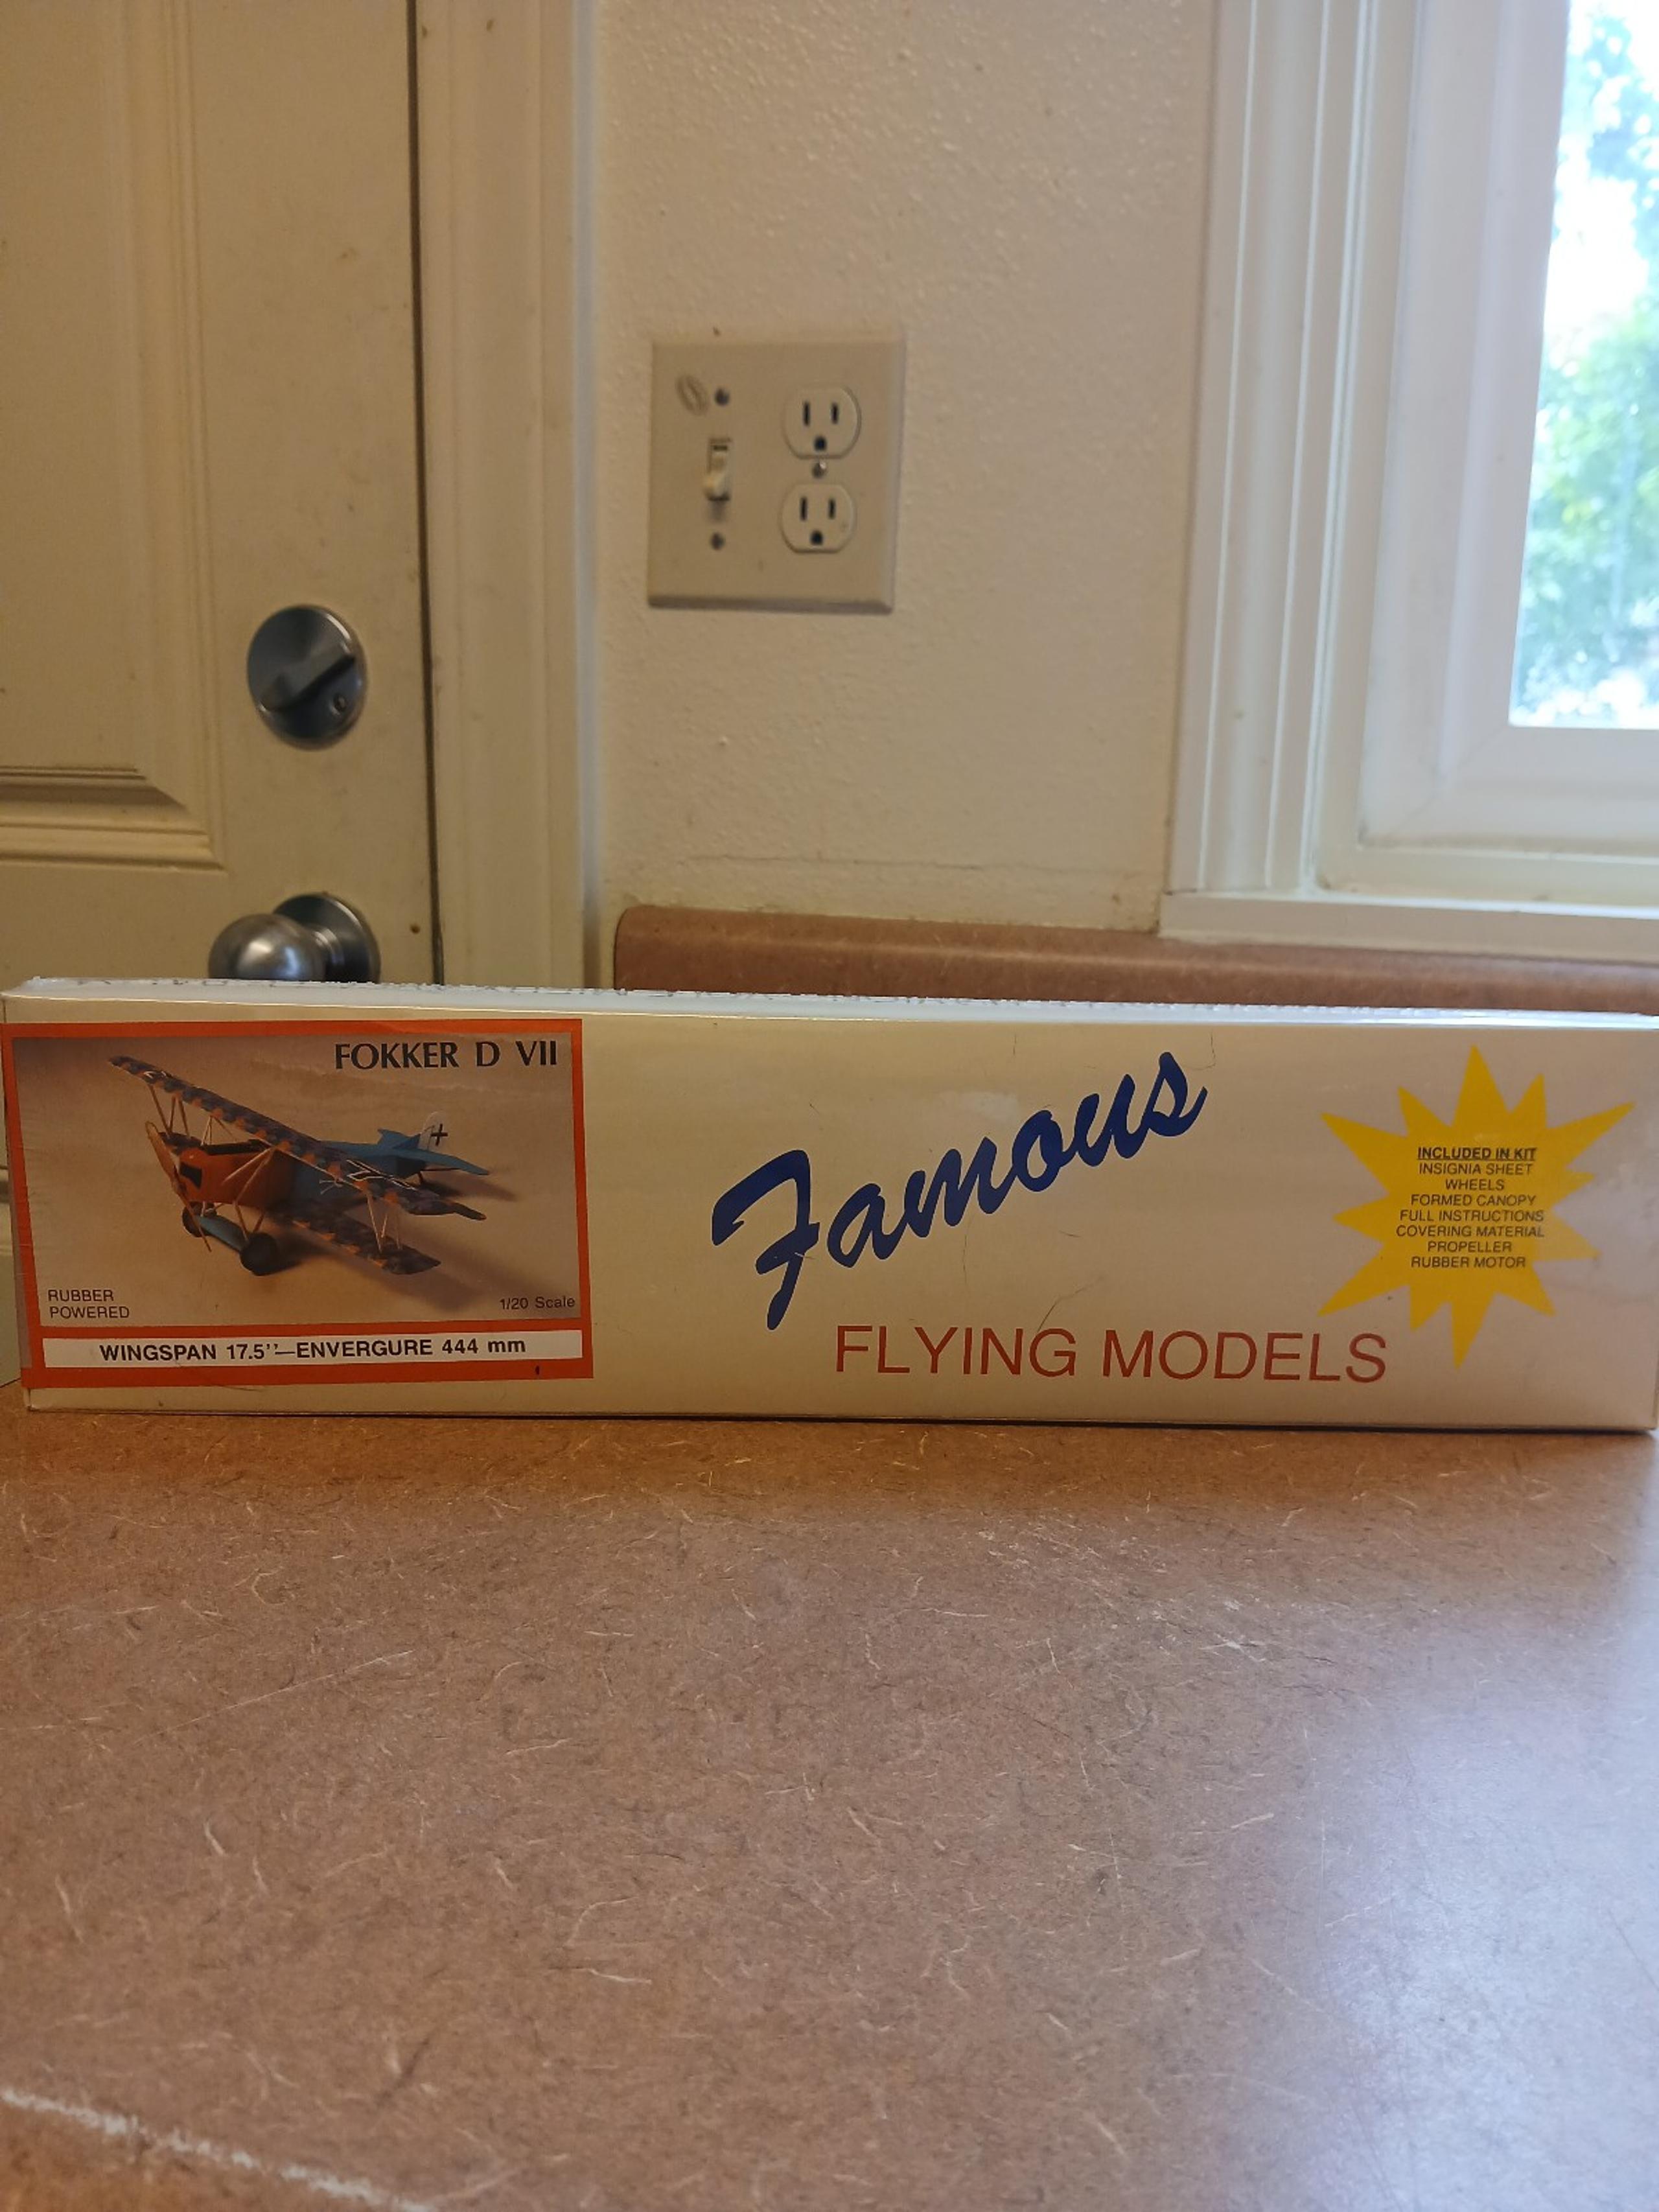 FOKKER D VII
RUBBER
POWERED
1/20 Scale
WINGSPAN 17.5''—ENVERGURE 444 mm
Famous
FLYING MODELS
INCLUDED IN KIT
INSIGNIA SHEET
WHEELS
FORMED CANOPY
FULL INSTRUCTIONS
COVERING MATERIAL
PROPELLER
RUBBER MOTOR